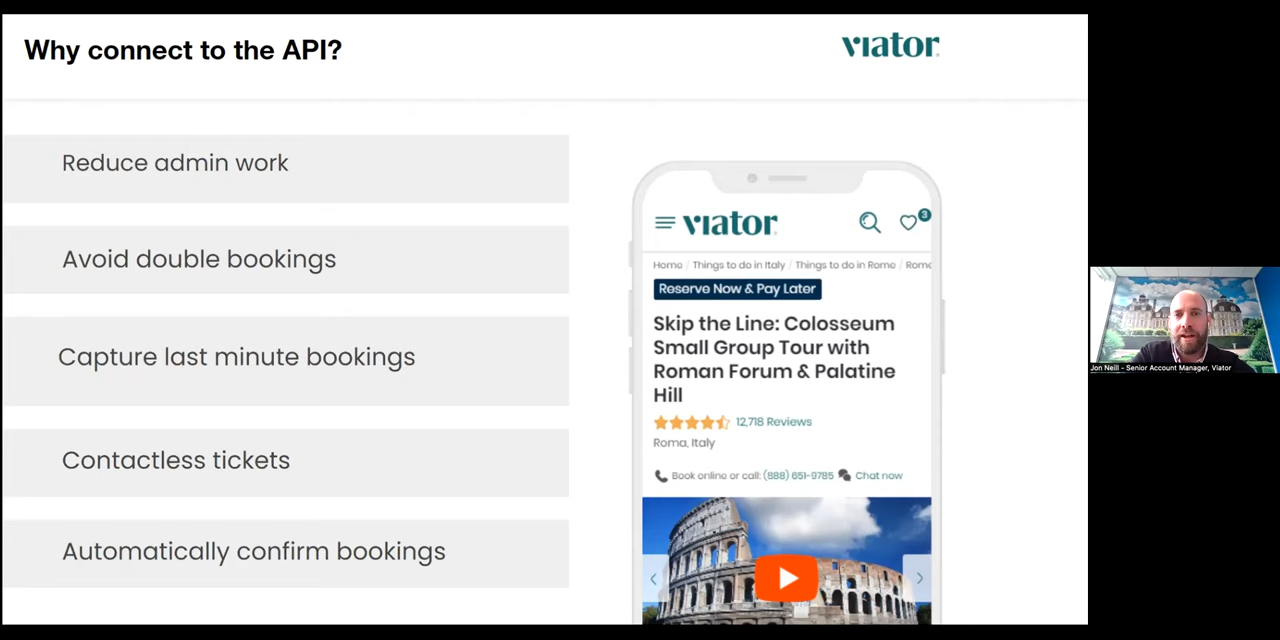 Why connect to the API?
viator
Reduce admin work
Avoid double bookings
Capture last minute bookings
Contactless tickets
Automatically confirm bookings
viator
3
Home / Things to do in Italy / Things to do in Rome / Rome
Reserve Now & Pay Later
Skip the Line: Colosseum
Small Group Tour with
Roman Forum & Palatine
Hill
12,718 Reviews
Roma, Italy
Book online or call: (888) 651-9785 Chat now
Jon Neill - Senior Account Manager, Viator